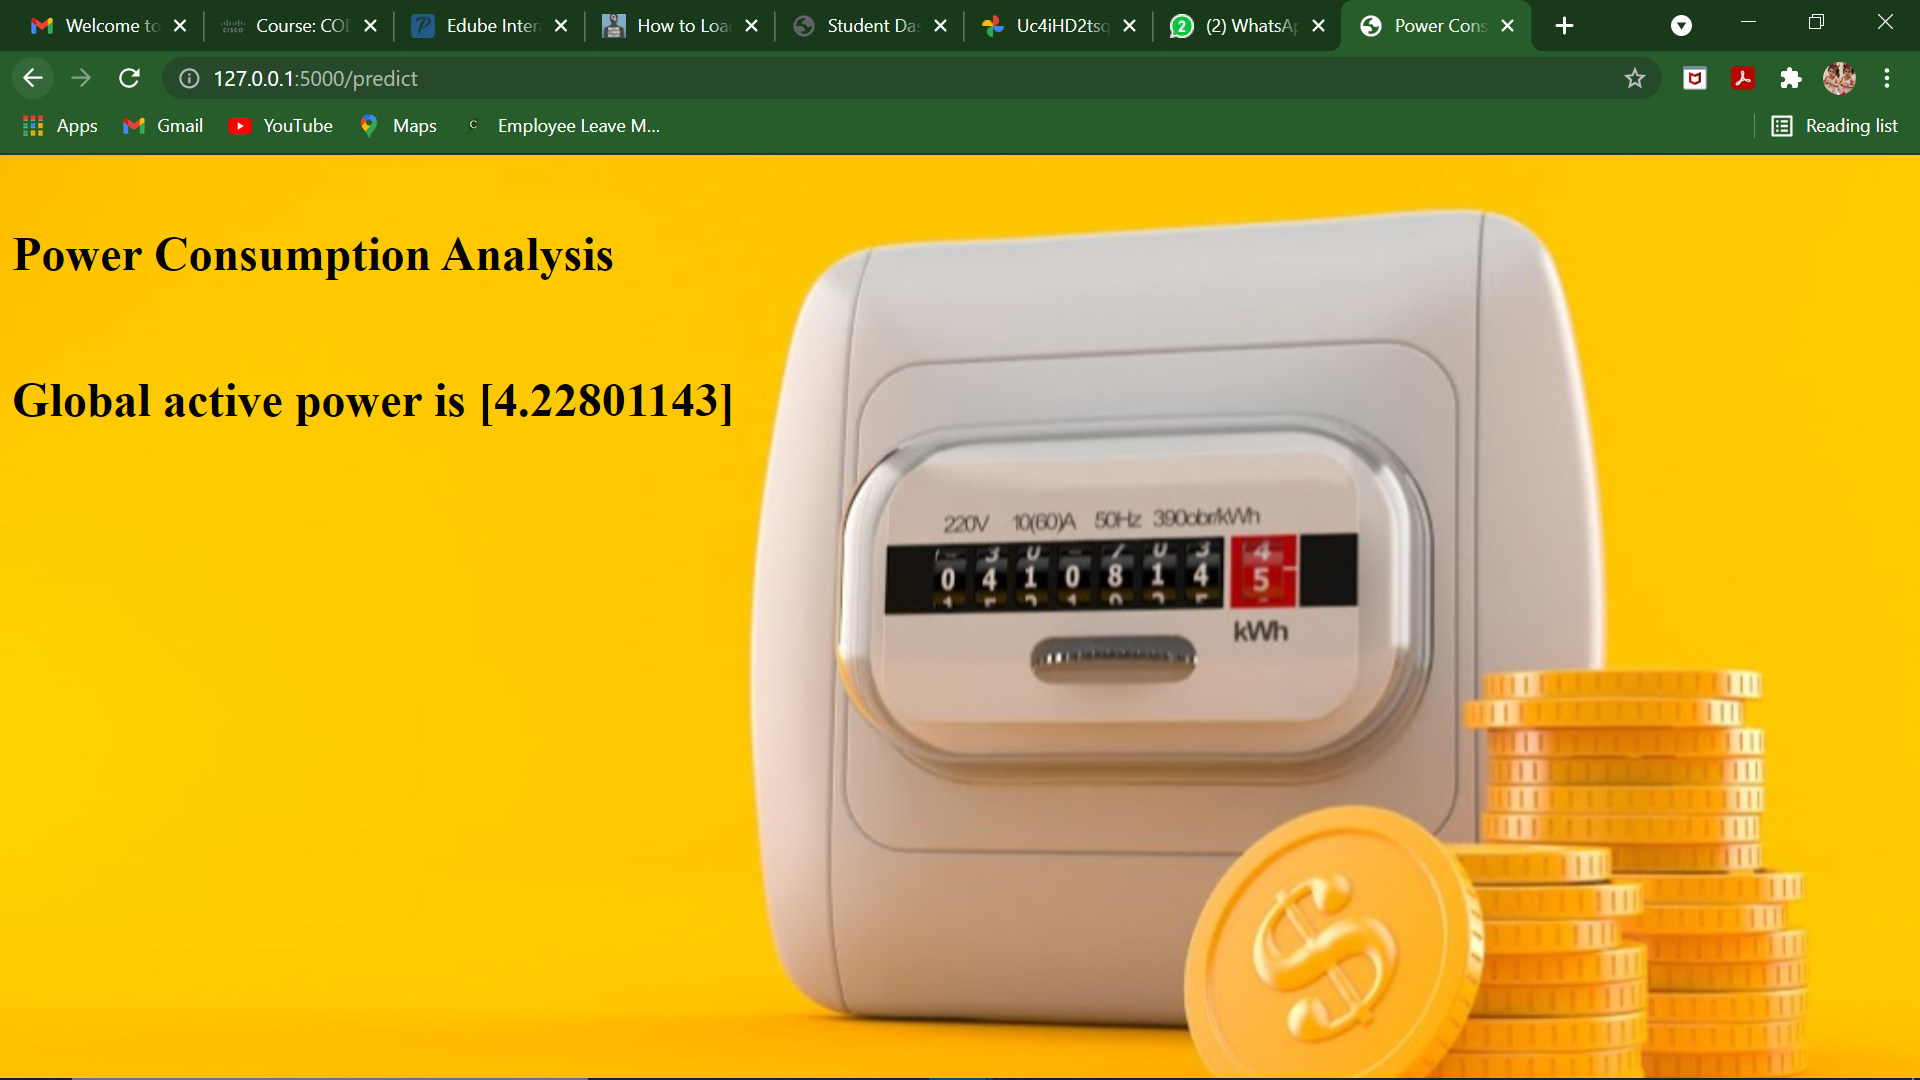 Welcome to
Course: CO
Edube Inter
How to Loa
Student Das
Uc4iHD2tsq
(2) WhatsAp
Power Cons
127.0.0.1:5000/predict
Apps
Gmail
YouTube
Maps
Employee Leave M...
Reading list
Power Consumption Analysis
Global active power is [4.22801143]
220V 10(60)A 50Hz 390obr/kWh
0 4 1 0 8 1 4 5
kWh